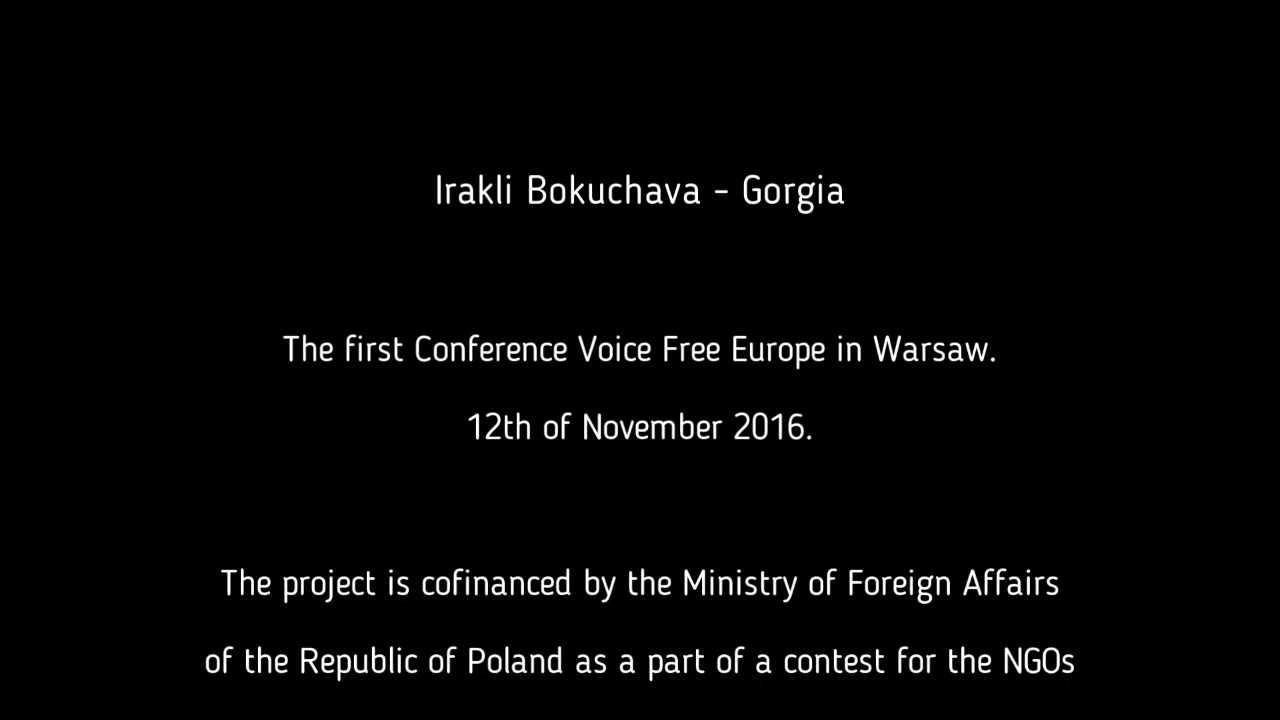 Irakli Bokuchava - Gorgia
The first Conference Voice Free Europe in Warsaw.
12th of November 2016.
The project is cofinanced by the Ministry of Foreign Affairs
of the Republic of Poland as a part of a contest for the NGOs